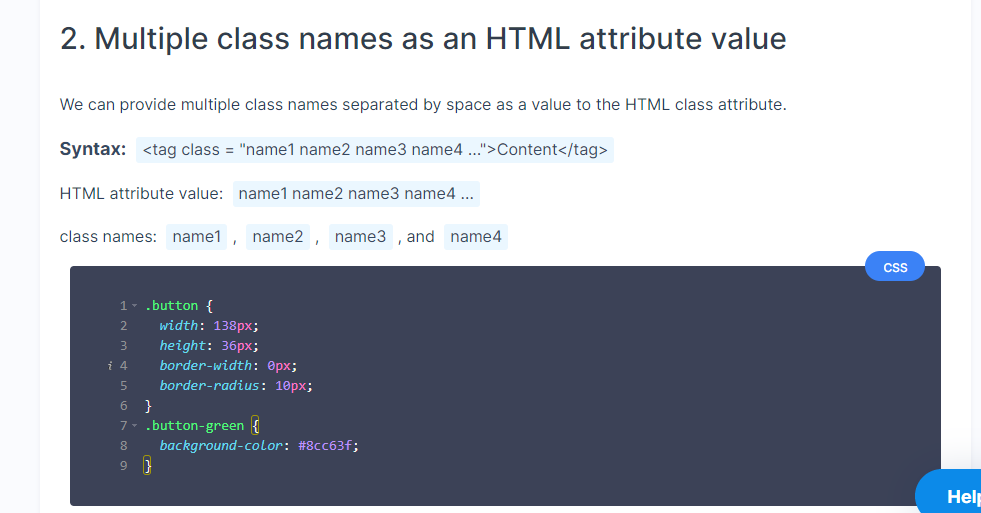 2. Multiple class names as an HTML attribute value
We can provide multiple class names separated by space as a value to the HTML class attribute.
Syntax: <tag class = "name1 name2 name3 name4 ...">Content</tag>
HTML attribute value: name1 name2 name3 name4 ...
class names: name1 , name2 , name3 , and name4
CSS
1 .button {
2 width: 138px;
3 height: 36px;
i 4 border-width: 0px;
5 border-radius: 10px;
6 }
7 .button-green {
8 background-color: #8cc63f;
9 }
Help